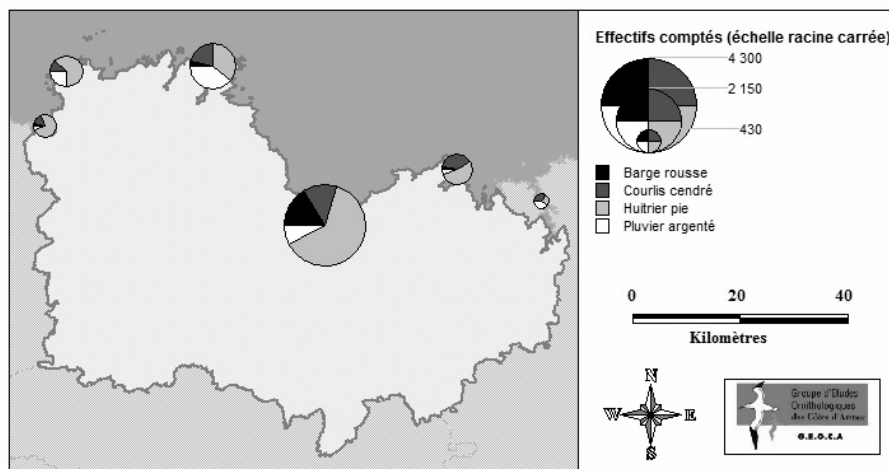 Effectifs comptés (échelle racine carrée)
4 300
2 150
430
Barge rousse
Courlis cendré
Huitrier pie
Pluvier argenté
0 20 40
Kilomètres
N
W E
S
Groupe d'Etudes
Ornithologiques
des Côtes d'Armor
G.E.O.C.A